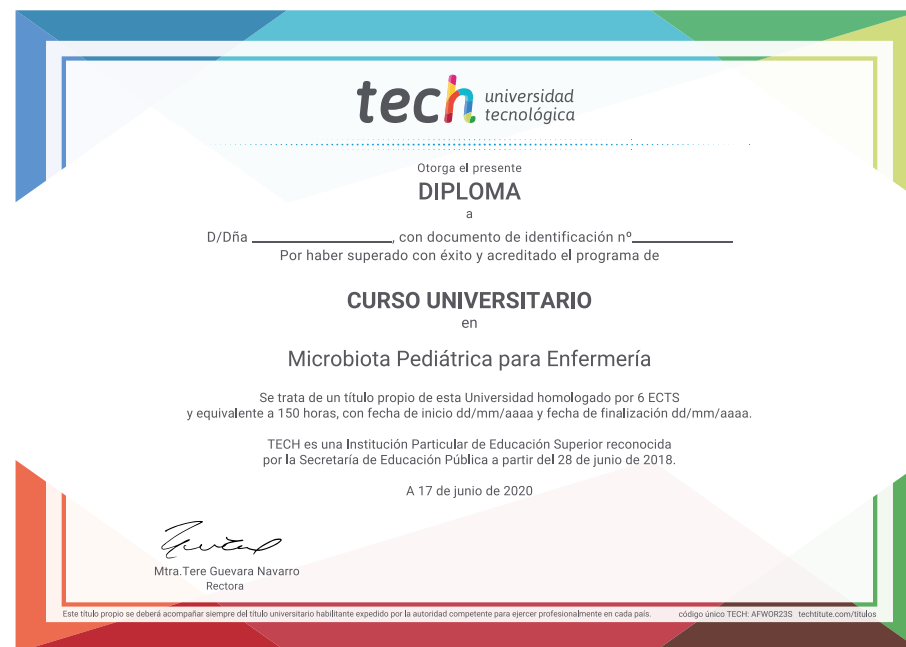 tech universidad
tecnológica
Otorga el presente
DIPLOMA
a
D/Dña ____________________, con documento de identificación nº______________
Por haber superado con éxito y acreditado el programa de
CURSO UNIVERSITARIO
en
Microbiota Pediátrica para Enfermería
Se trata de un título propio de esta Universidad homologado por 6 ECTS
y equivalente a 150 horas, con fecha de inicio dd/mm/aaaa y fecha de finalización dd/mm/aaaa.
TECH es una Institución Particular de Educación Superior reconocida
por la Secretaría de Educación Pública a partir del 28 de junio de 2018.
A 17 de junio de 2020
Mtra.Tere Guevara Navarro
Rectora
Este título propio se deberá acompañar siempre del título universitario habilitante expedido por la autoridad competente para ejercer profesionalmente en cada país. código único TECH: AFWOR23S techtitute.com/titulos